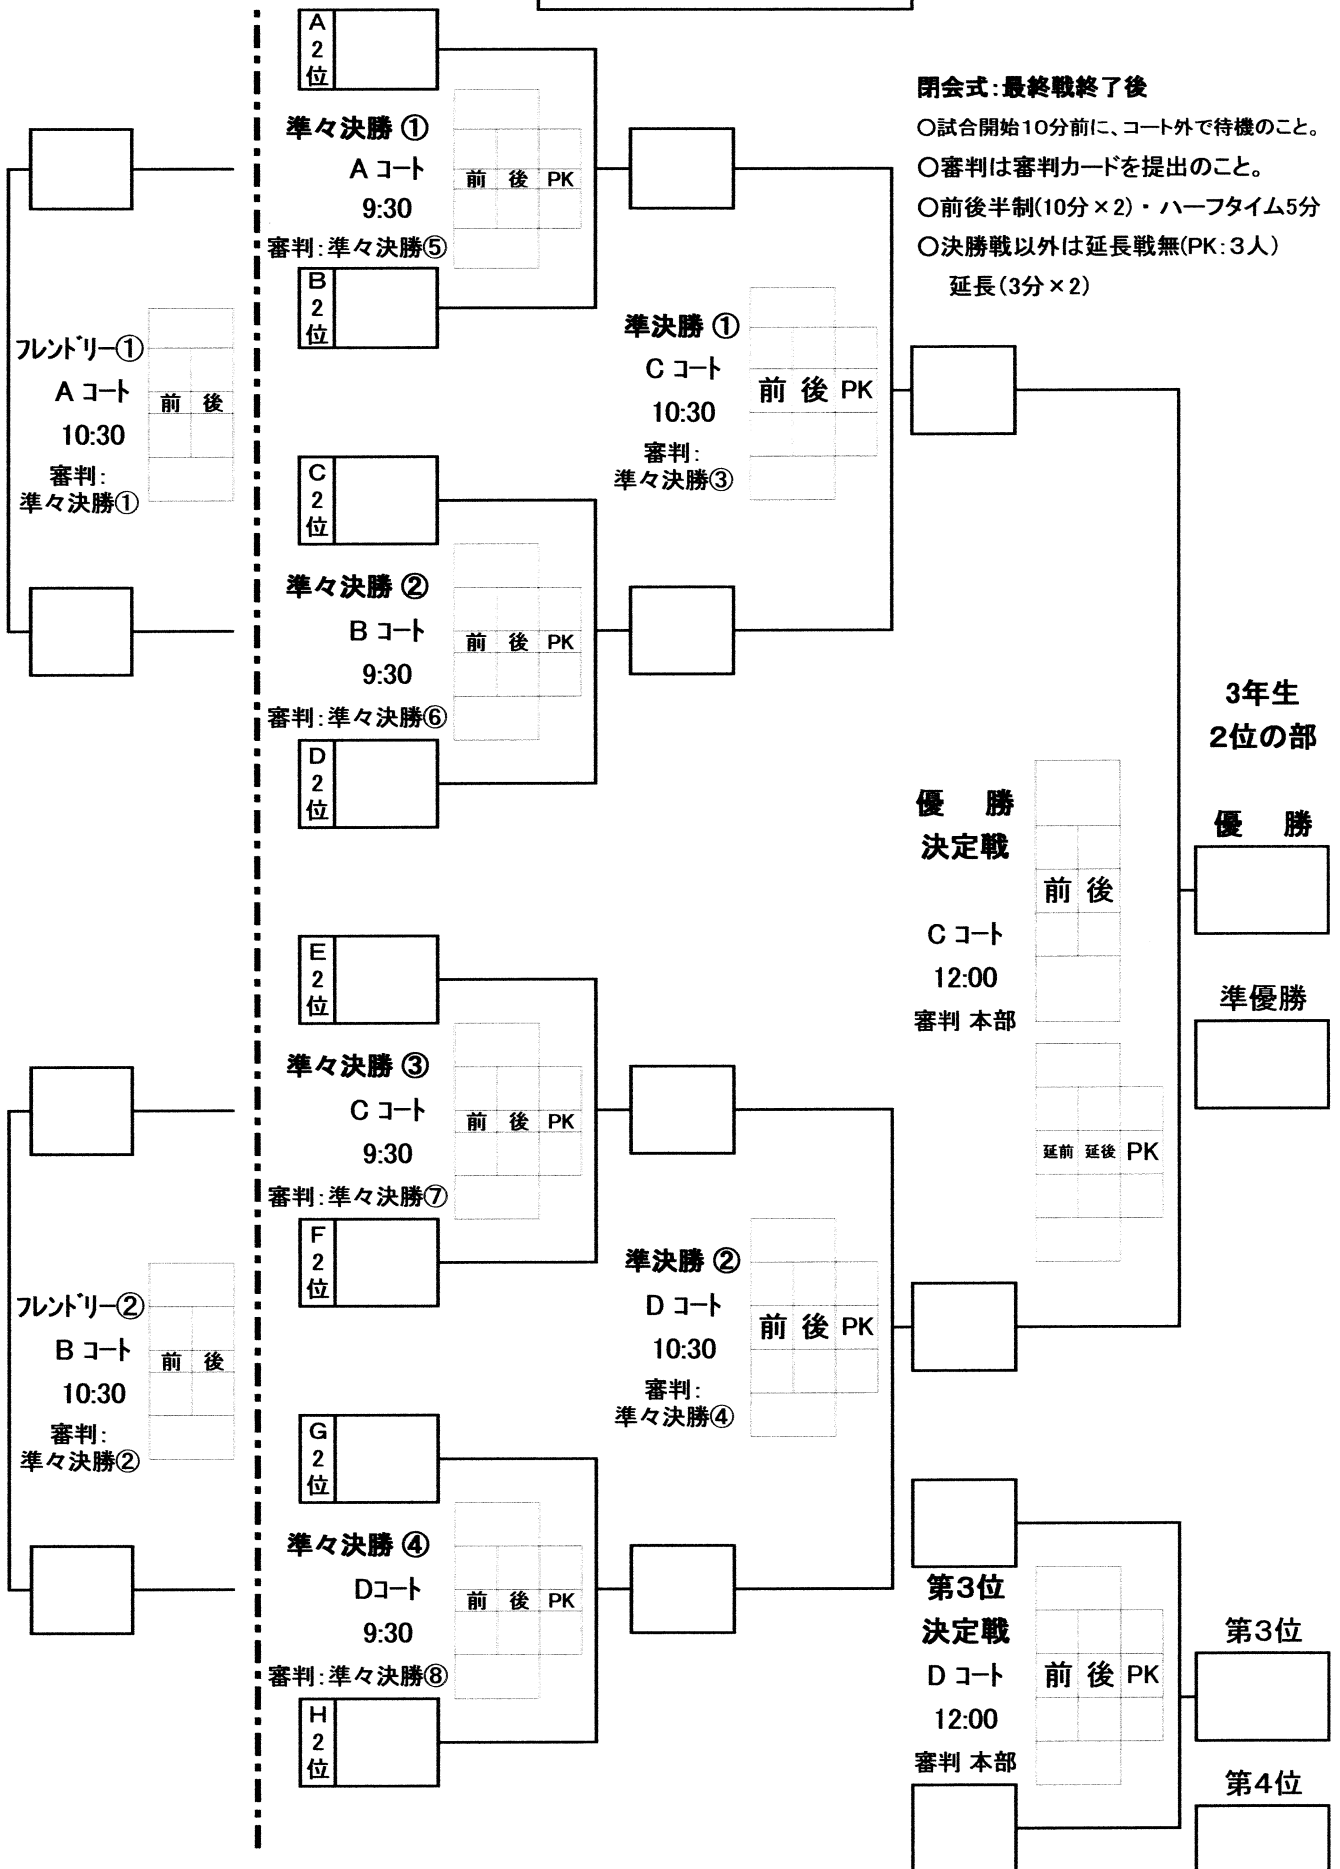 閉会式:最終戦終了後
○試合開始10分前に、コート外で待機のこと。
○審判は審判カードを提出のこと。
○前後半制(10分×2)・ハーフタイム5分
○決勝戦以外は延長戦無(PK:3人)
延長(3分×2)
フレンドリー①
A コート
10:30
審判:
準々決勝①
前 後
フレンドリー②
B コート
10:30
審判:
準々決勝②
前 後
A
2
位
準々決勝 ①
A コート
9:30
審判:準々決勝⑤
前 後 PK
B
2
位
C
2
位
準々決勝 ②
B コート
9:30
審判:準々決勝⑥
前 後 PK
D
2
位
E
2
位
準々決勝 ③
C コート
9:30
審判:準々決勝⑦
前 後 PK
F
2
位
G
2
位
準々決勝 ④
Dコート
9:30
審判:準々決勝⑧
前 後 PK
H
2
位
準決勝 ①
C コート
10:30
審判:
準々決勝③
前 後 PK
準決勝 ②
D コート
10:30
審判:
準々決勝④
前 後 PK
優 勝
決定戦
C コート
12:00
審判 本部
前 後
延前 延後 PK
第3位
決定戦
D コート
12:00
審判 本部
前 後 PK
3年生
2位の部
優 勝
準優勝
第3位
第4位